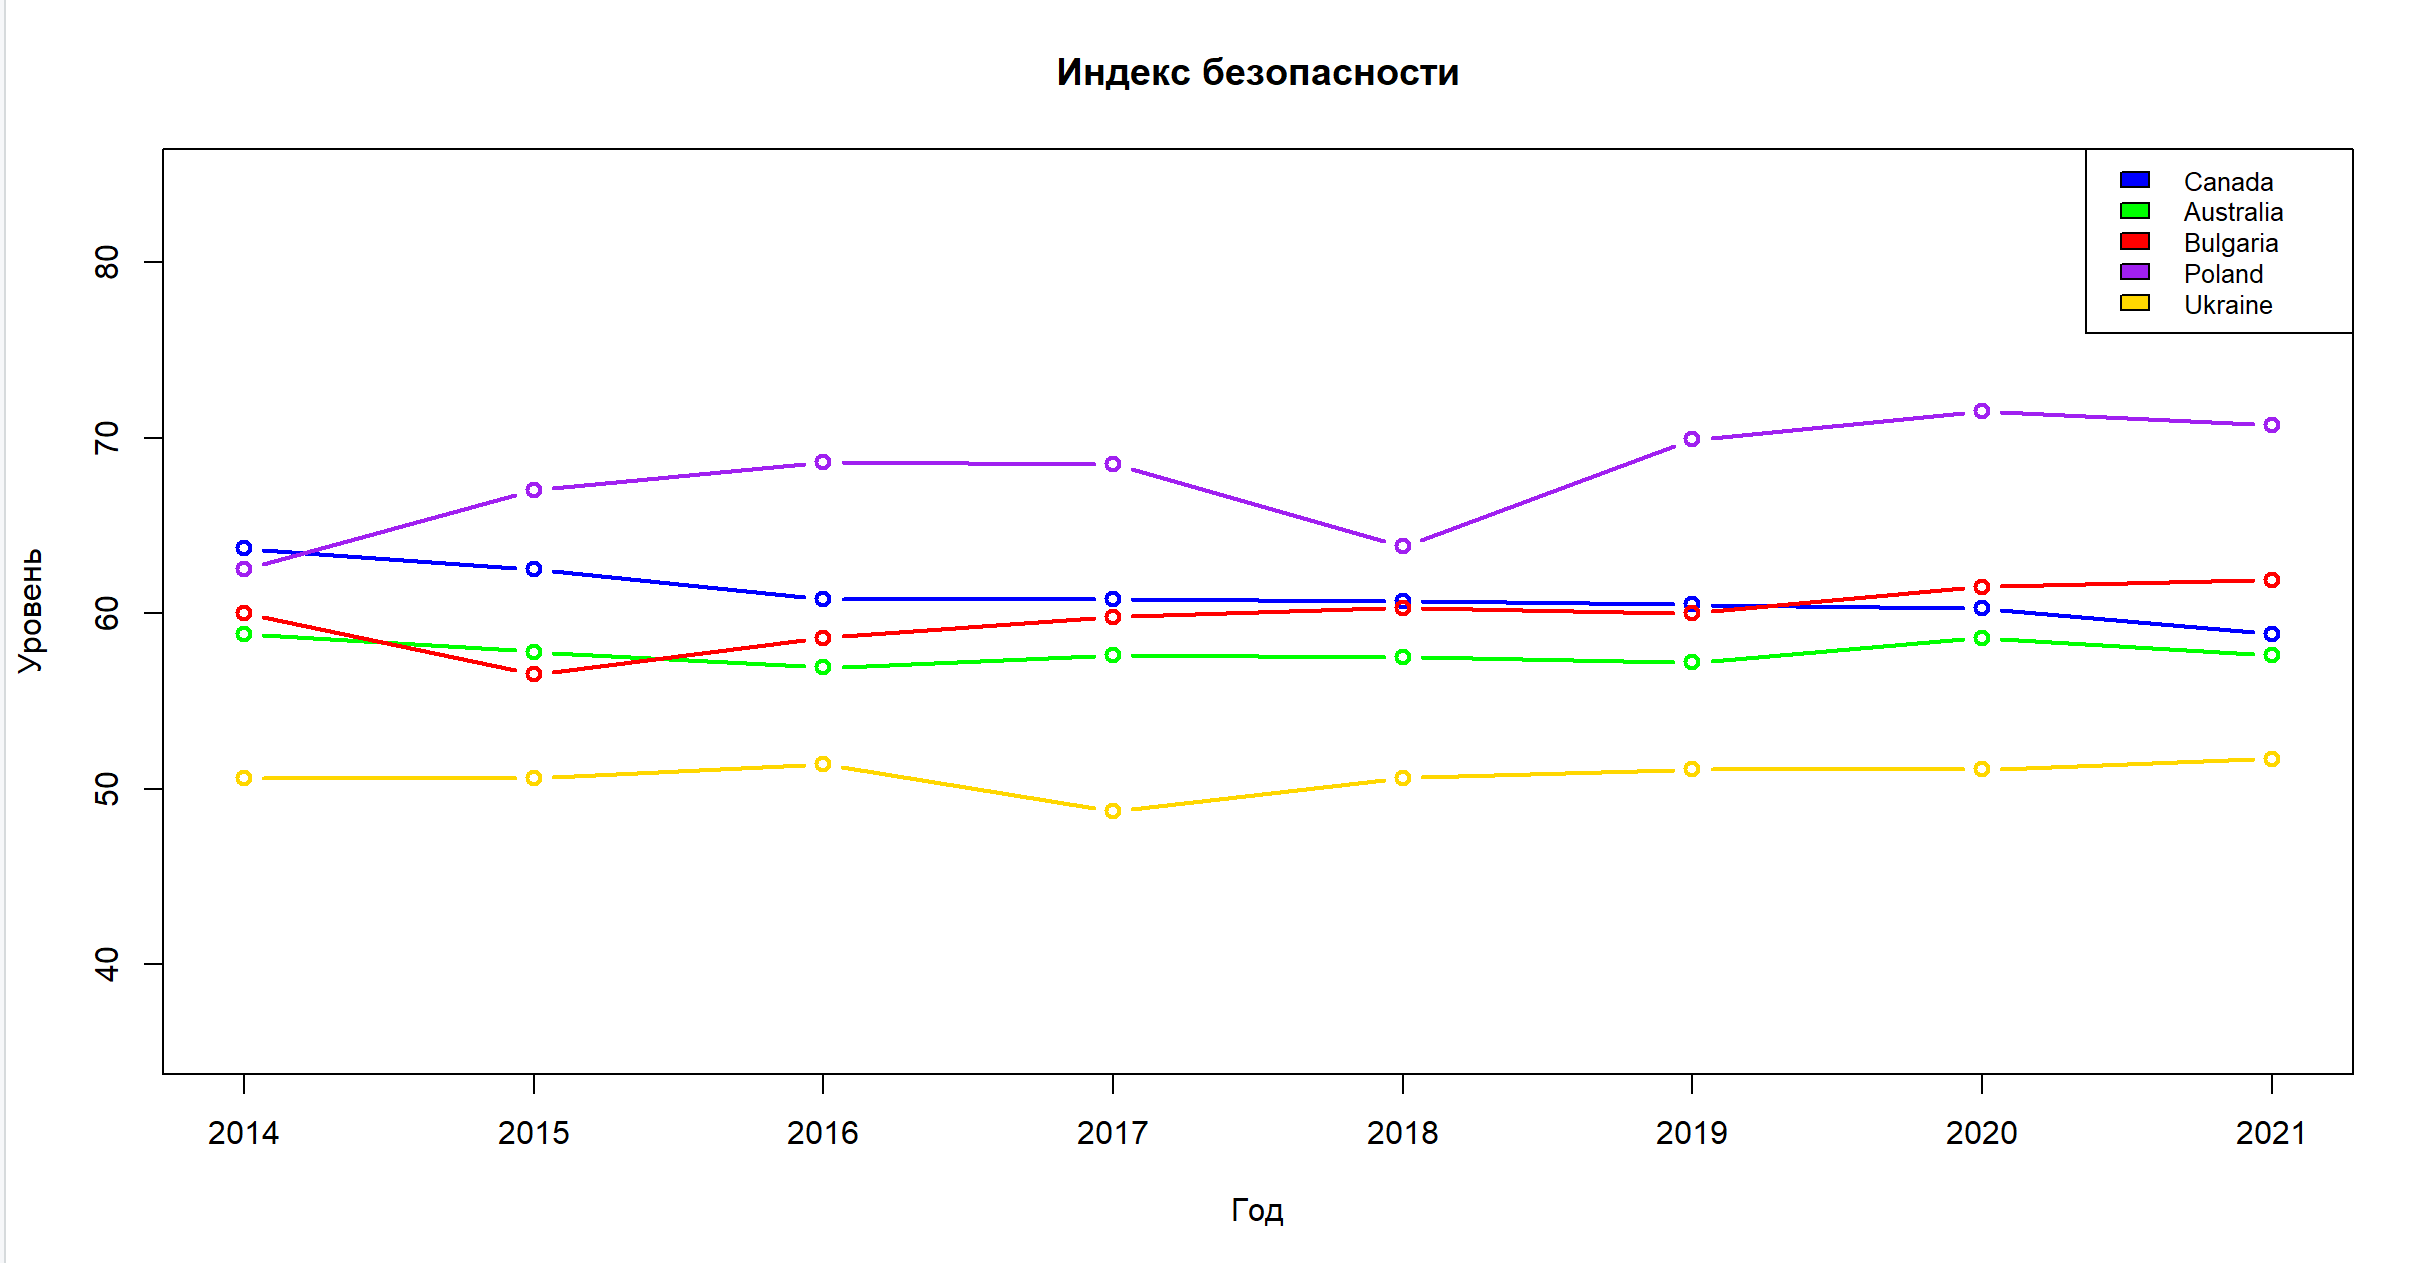 Индекс безопасности
Canada
Australia
Bulgaria
Poland
Ukraine
80
70
60
50
40
Уровень
2014 2015 2016 2017 2018 2019 2020 2021
Год